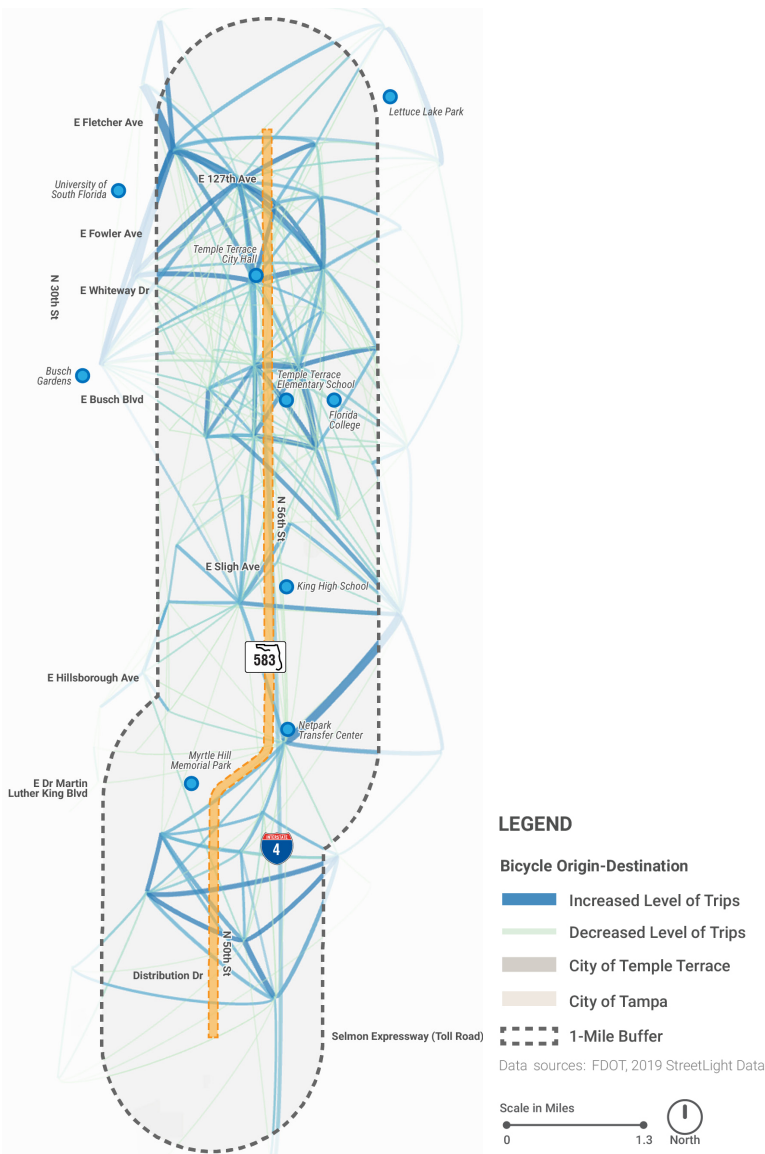 E Fletcher Ave
Lettuce Lake Park
E 127th Ave
University of
South Florida
E Fowler Ave
Temple Terrace
City Hall
N 30th St
E Whiteway Dr
Busch
Gardens
Temple Terrace
Elementary School
E Busch Blvd
Florida
College
N 56th St
E Sligh Ave
King High School
583
E Hillsborough Ave
Netpark
Transfer Center
Myrtle Hill
Memorial Park
E Dr Martin
Luther King Blvd
4
N 50th St
Distribution Dr
Selmon Expressway (Toll Road)
LEGEND
Bicycle Origin-Destination
Increased Level of Trips
Decreased Level of Trips
City of Temple Terrace
City of Tampa
1-Mile Buffer
Data sources: FDOT, 2019 StreetLight Data
Scale in Miles
0 1.3
North